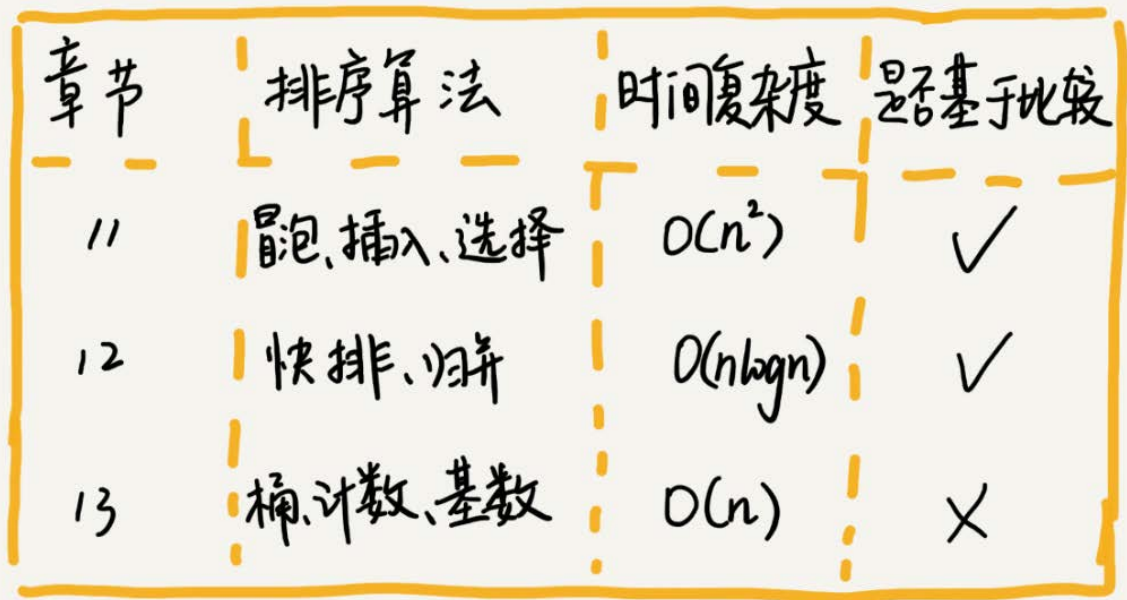 章节 排序算法 时间复杂度 是否基于比较
11 冒泡、插入、选择 O(n²) ✓
12 快排、归并 O(nlogn) ✓
13 桶、计数、基数 O(n) ×